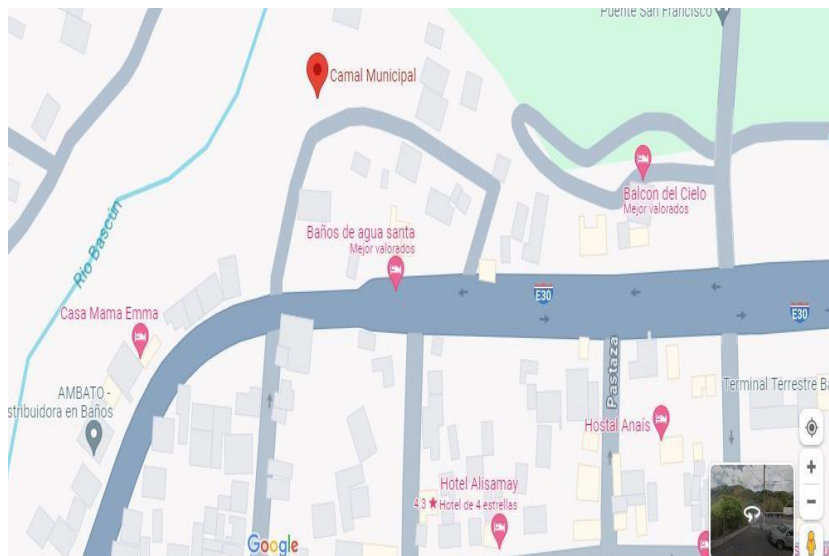 Puente San Francisco
Camal Municipal
Balcon del Cielo
Mejor valorados
Baños de agua santa
Mejor valorados
Río Bascún
E30
E30
Casa Mama Emma
Pastaza
AMBATO -
stribuidora en Baños
Terminal Terrestre Ba
Hostal Anaís
Hotel Alisamay
4.3 ★ Hotel de 4 estrellas
Google